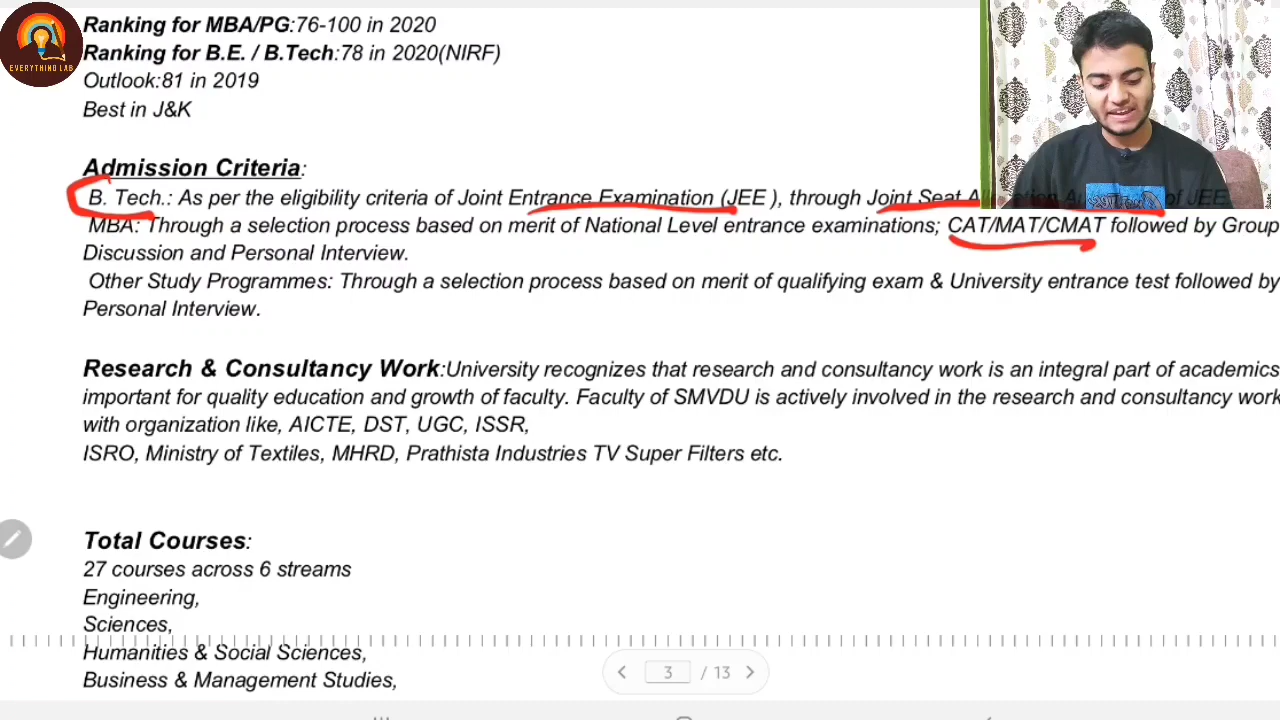 EVERYTHING LAB
Ranking for MBA/PG:76-100 in 2020
Ranking for B.E. / B.Tech:78 in 2020(NIRF)
Outlook:81 in 2019
Best in J&K
Admission Criteria:
B. Tech.: As per the eligibility criteria of Joint Entrance Examination (JEE ), through Joint Seat of JEE.
MBA: Through a selection process based on merit of National Level entrance examinations; CAT/MAT/CMAT followed by Group
Discussion and Personal Interview.
Other Study Programmes: Through a selection process based on merit of qualifying exam & University entrance test followed by
Personal Interview.
Research & Consultancy Work:University recognizes that research and consultancy work is an integral part of academics
important for quality education and growth of faculty. Faculty of SMVDU is actively involved in the research and consultancy work
with organization like, AICTE, DST, UGC, ISSR,
ISRO, Ministry of Textiles, MHRD, Prathista Industries TV Super Filters etc.
Total Courses:
27 courses across 6 streams
Engineering,
Sciences,
Humanities & Social Sciences,
Business & Management Studies,
3 / 13